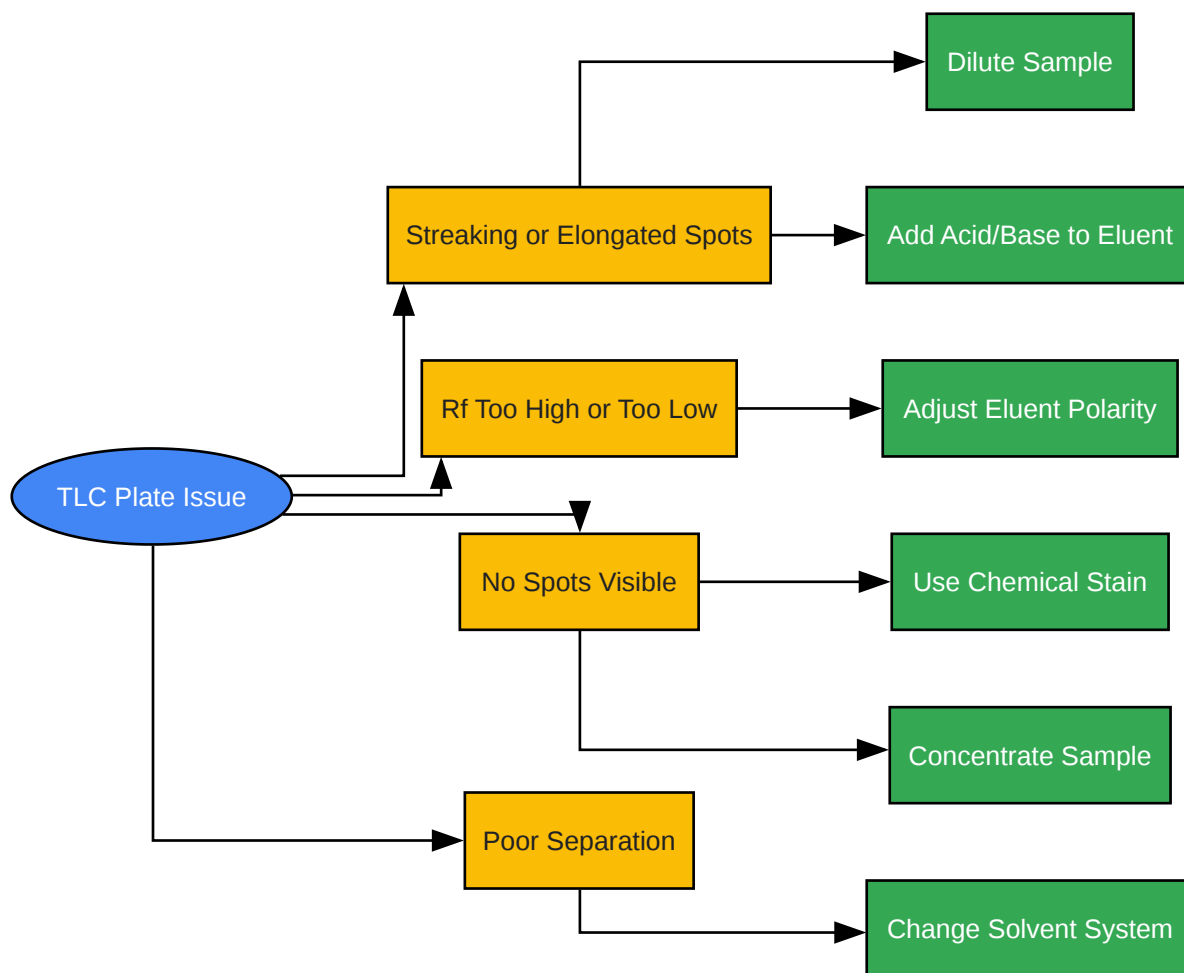 Dilute Sample
Streaking or Elongated Spots
Add Acid/Base to Eluent
Rf Too High or Too Low
Adjust Eluent Polarity
TLC Plate Issue
No Spots Visible
Use Chemical Stain
Concentrate Sample
Poor Separation
Change Solvent System